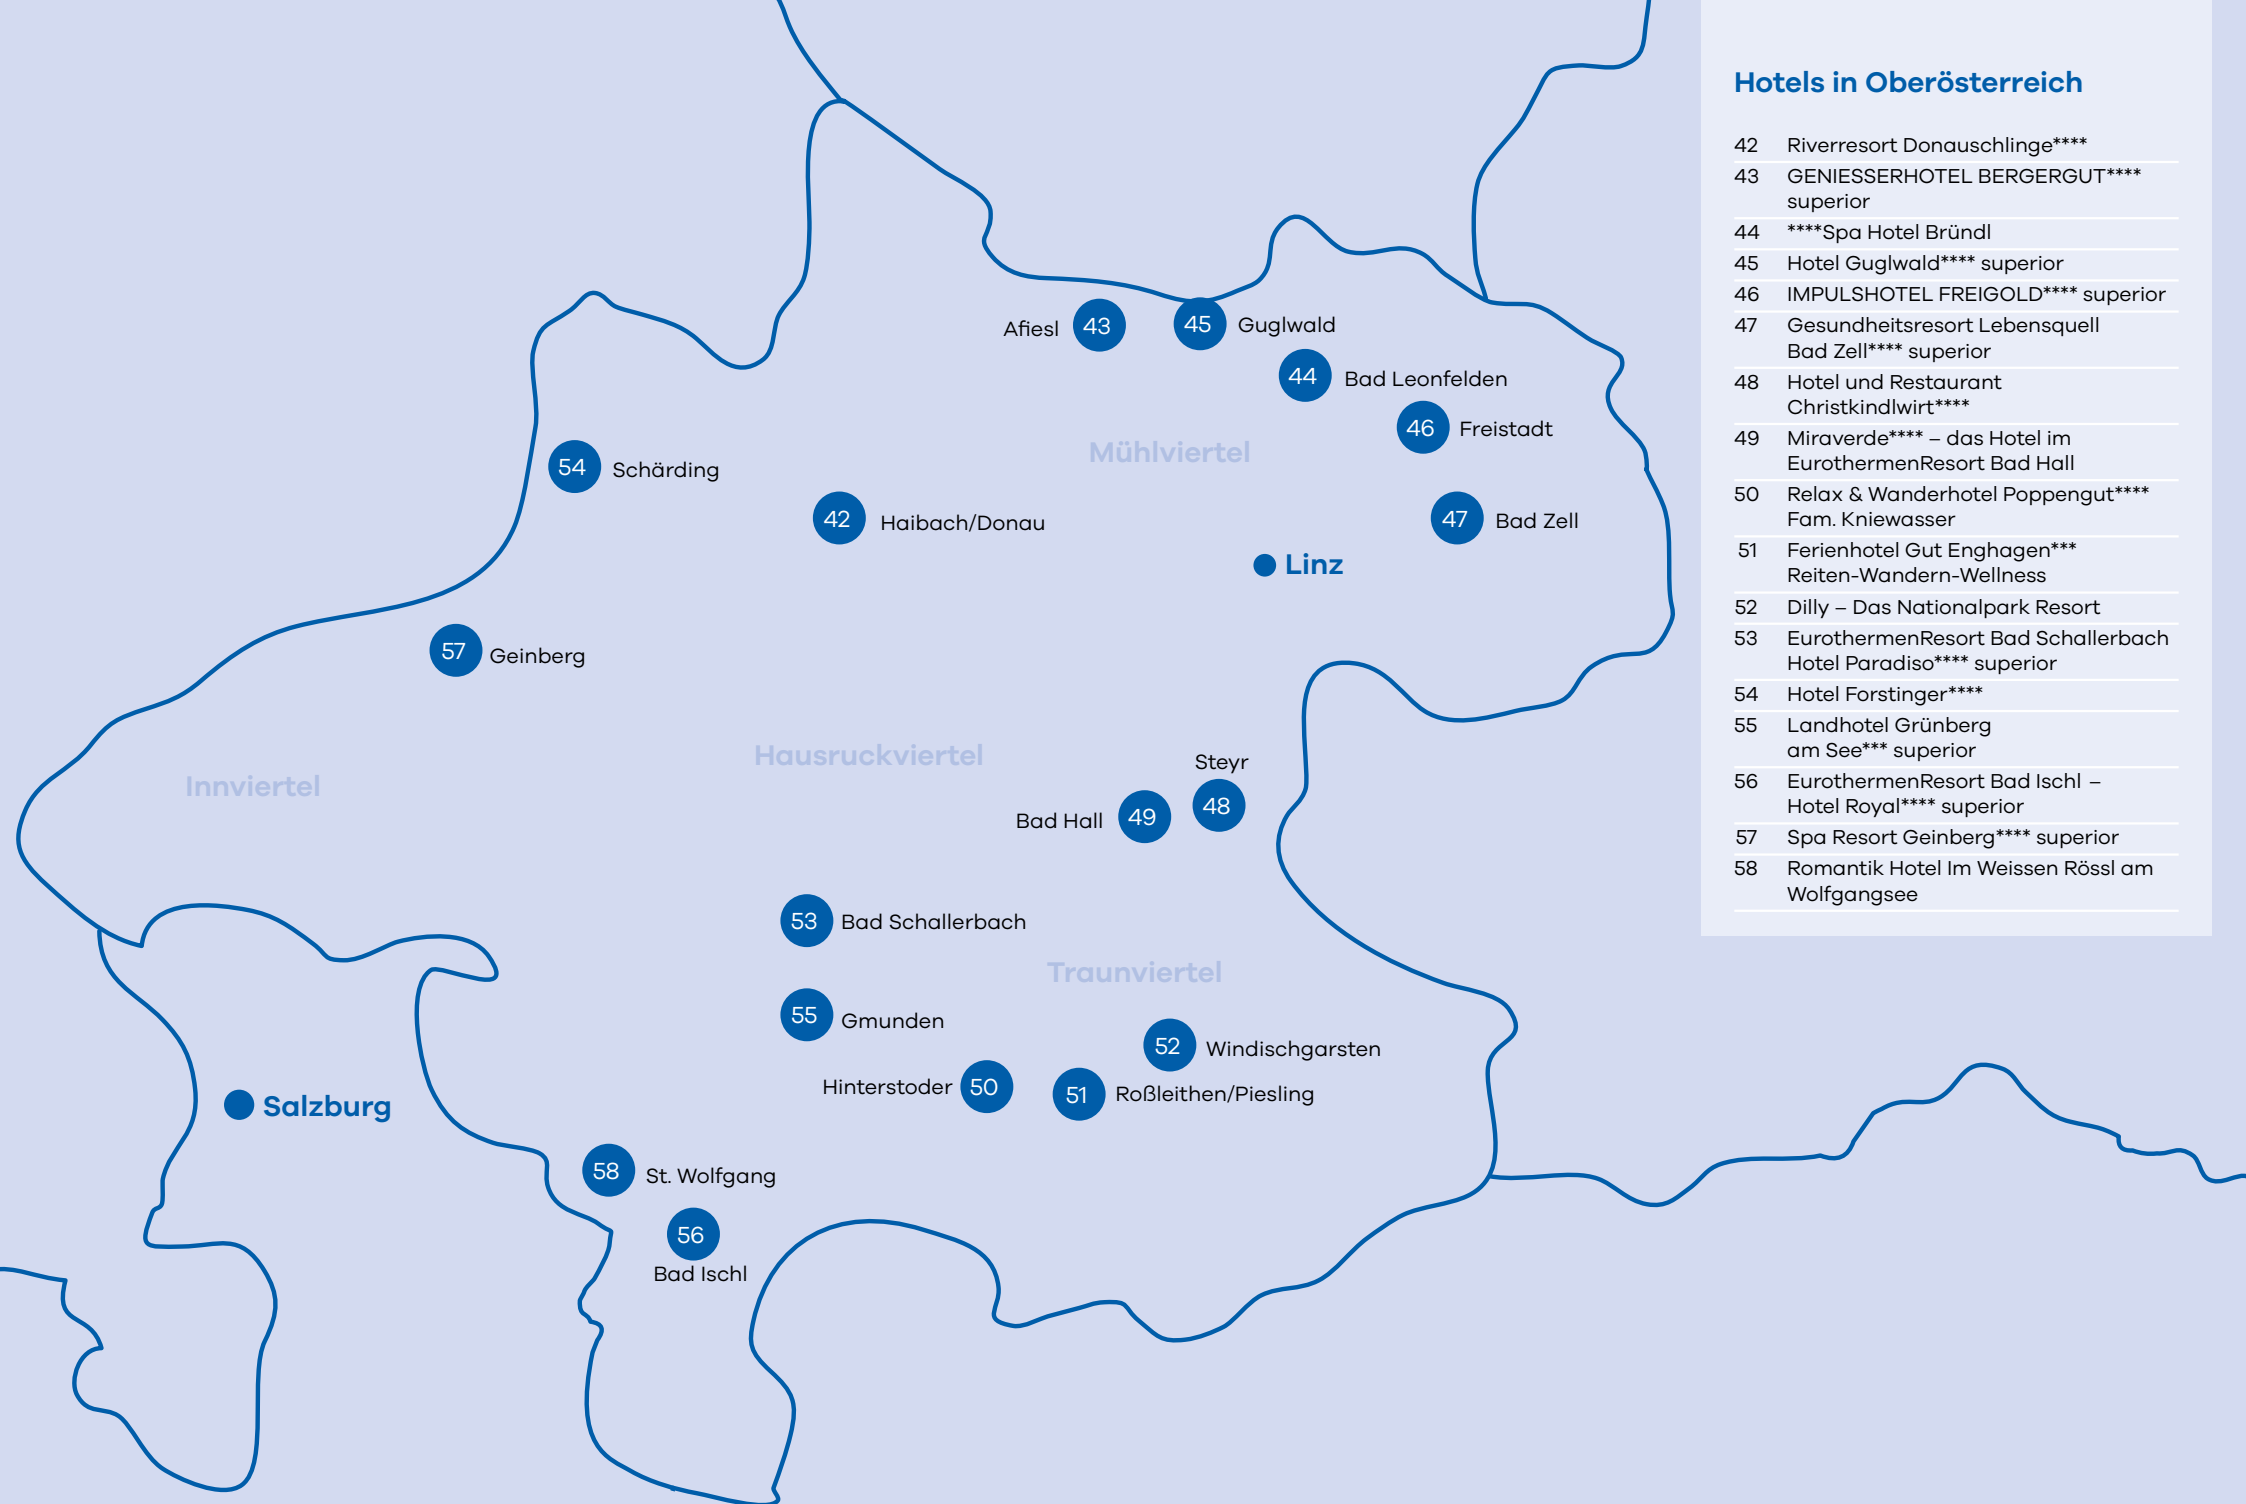 Hotels in Oberösterreich
42 Riverresort Donauschlinge****
43 GENIESSERHOTEL BERGERGUT****
superior
44 ****Spa Hotel Bründl
45 Hotel Guglwald**** superior
46 IMPULSHOTEL FREIGOLD**** superior
47 Gesundheitsresort Lebensquell
Bad Zell**** superior
48 Hotel und Restaurant
Christkindlwirt****
49 Miraverde**** – das Hotel im
EurothermenResort Bad Hall
50 Relax & Wanderhotel Poppengut****
Fam. Kniewasser
51 Ferienhotel Gut Enghagen***
Reiten-Wandern-Wellness
52 Dilly – Das Nationalpark Resort
53 EurothermenResort Bad Schallerbach
Hotel Paradiso**** superior
54 Hotel Forstinger****
55 Landhotel Grünberg
am See*** superior
56 EurothermenResort Bad Ischl –
Hotel Royal**** superior
57 Spa Resort Geinberg**** superior
58 Romantik Hotel Im Weissen Rössl am
Wolfgangsee
Afiesl 43
45 Guglwald
44 Bad Leonfelden
46 Freistadt
Mühlviertel
54 Schärding
42 Haibach/Donau
47 Bad Zell
Linz
57 Geinberg
Hausruckviertel
Innviertel
Steyr
48
Bad Hall 49
53 Bad Schallerbach
Traunviertel
55 Gmunden
52 Windischgarsten
Hinterstoder 50
51 Roßleithen/Piesling
Salzburg
58 St. Wolfgang
56
Bad Ischl